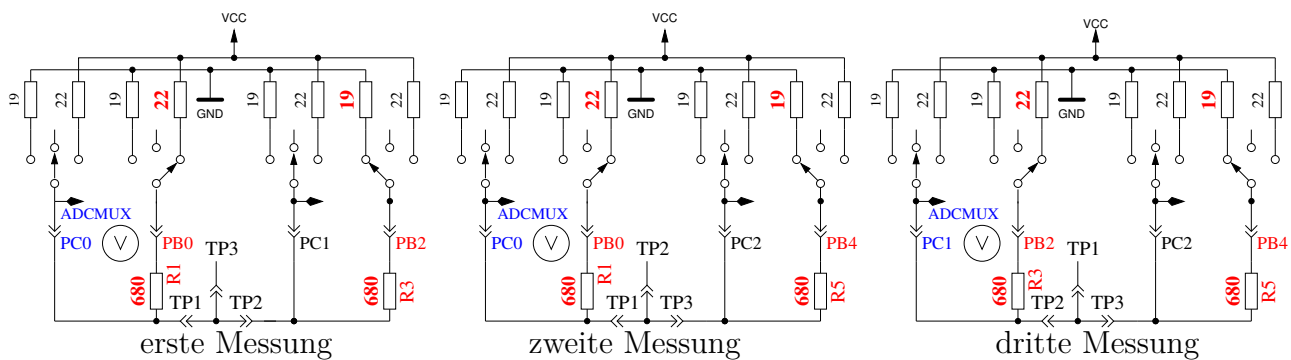 VCC
19
22
19
22
GND
19
22
19
22
ADCMUX
PC0
V
PB0
TP3
PC1
PB2
680
R1
TP1
TP2
680
R3
erste Messung
VCC
19
22
19
22
GND
19
22
19
22
ADCMUX
PC0
V
PB0
TP2
PC2
PB4
680
R1
TP1
TP3
680
R5
zweite Messung
VCC
19
22
19
22
GND
19
22
19
22
ADCMUX
PC1
V
PB2
TP1
PC2
PB4
680
R3
TP2
TP3
680
R5
dritte Messung